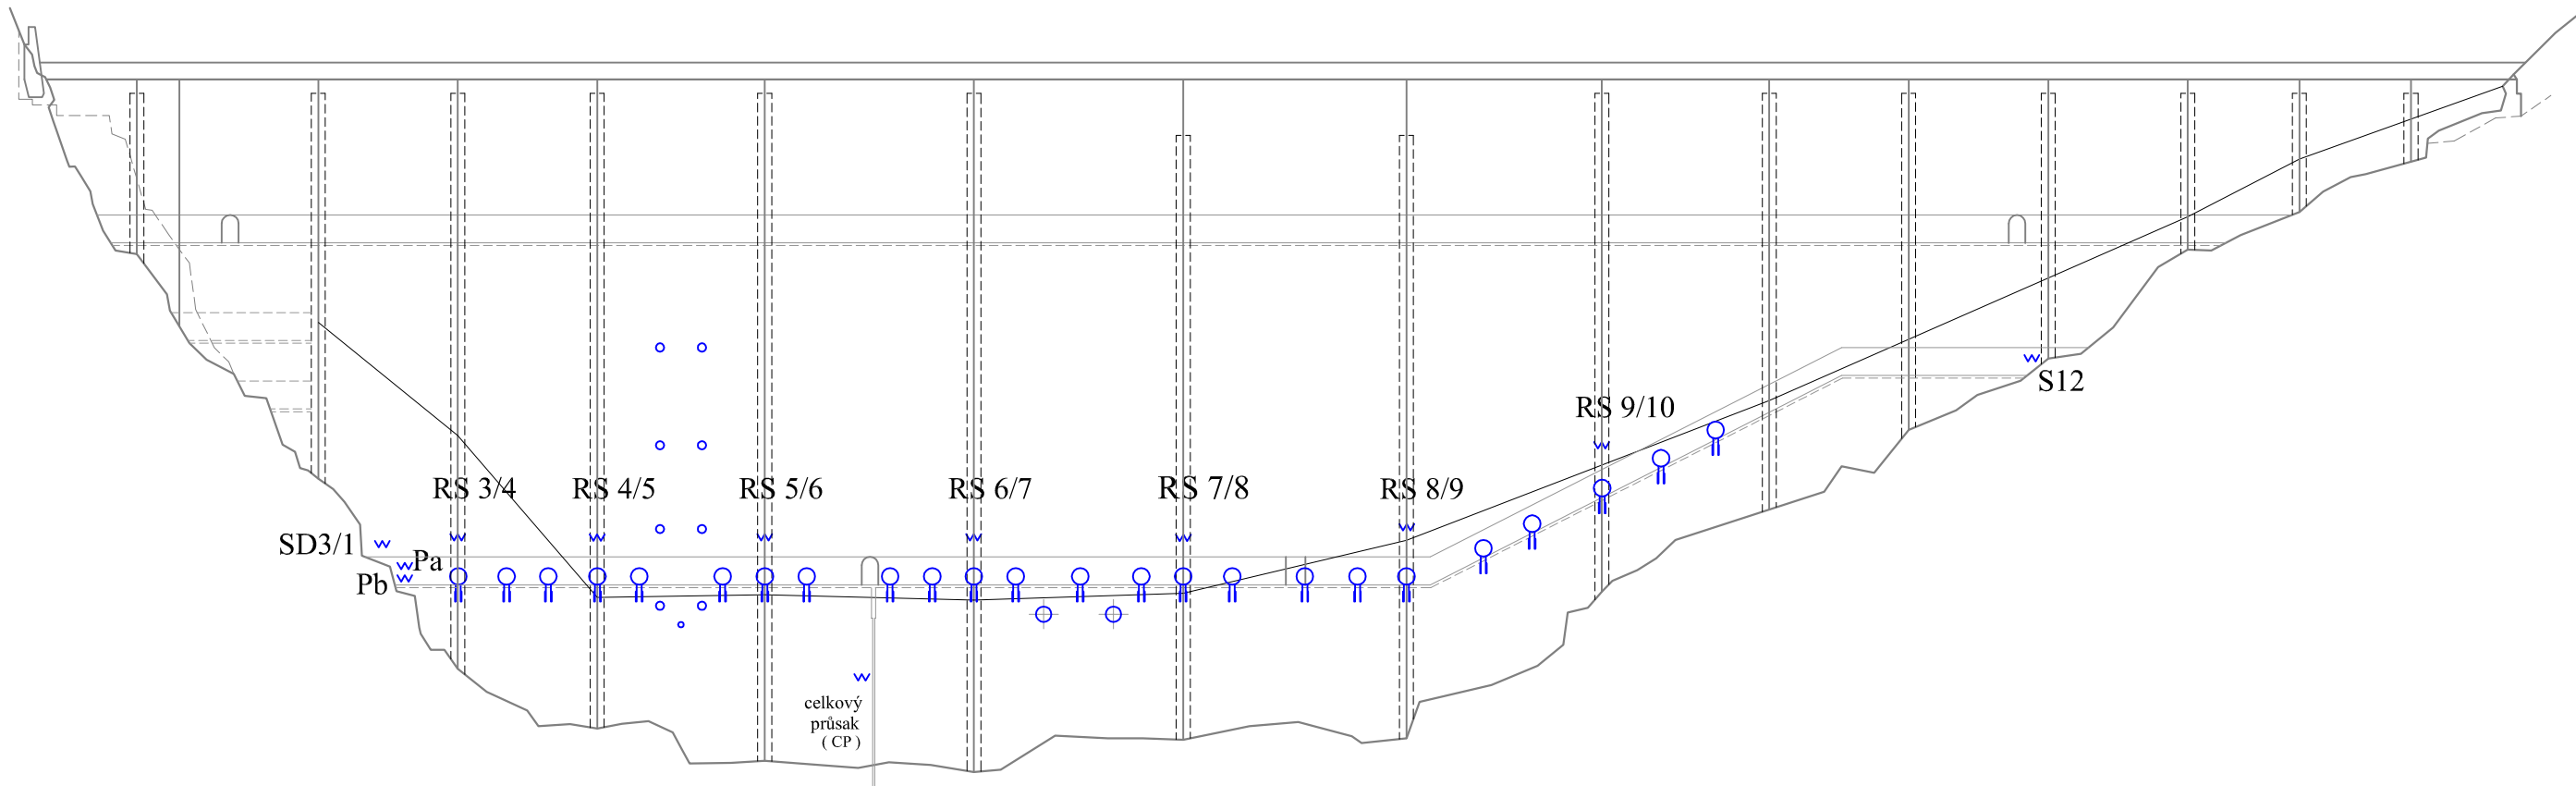 RS 9/10
S12
RS 3/4
RS 4/5
RS 5/6
RS 6/7
RS 7/8
RS 8/9
SD3/1
Pa
Pb
celkový
průsak
( CP )